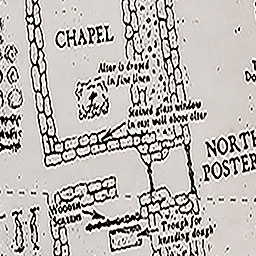 CHAPEL
Altar is draped
in fine linen
Stained glass window
in east wall above altar
NORTH
POSTER
WOODEN
Trough for
kneading dough